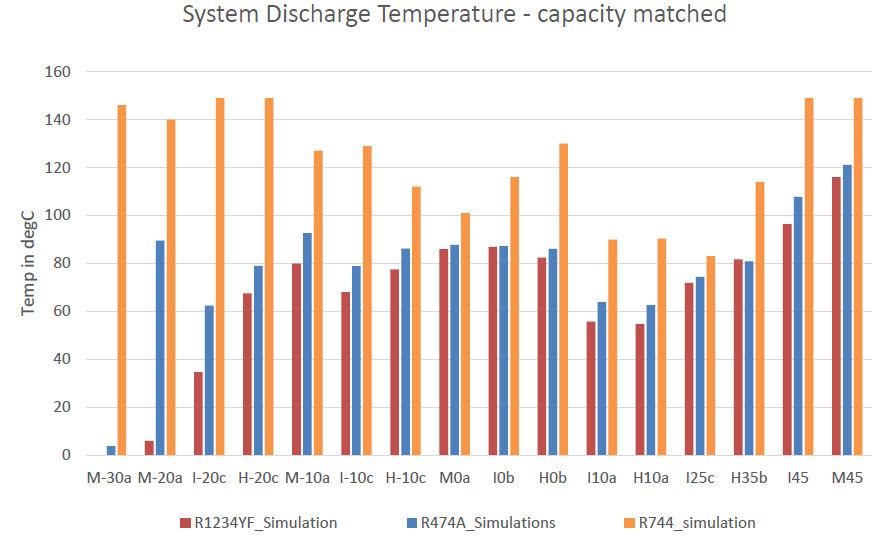 System Discharge Temperature - capacity matched
160
140
120
100
80
60
40
20
0
Temp in degC
M-30a M-20a I-20c H-20c M-10a I-10c H-10c M0a I0b H0b I10a H10a I25c H35b I45 M45
R1234YF_Simulation R474A_Simulations R744_simulation